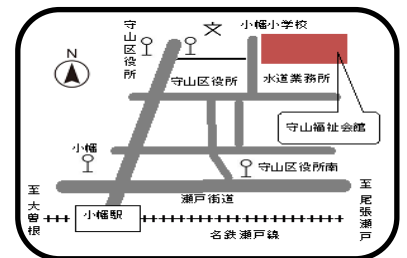 守山区役所
小幡小学校
文
N
守山区役所
水道業務所
守山福祉会館
小幡
守山区役所南
至大曽根
瀬戸街道
至尾張瀬戸
小幡駅
名鉄瀬戸線